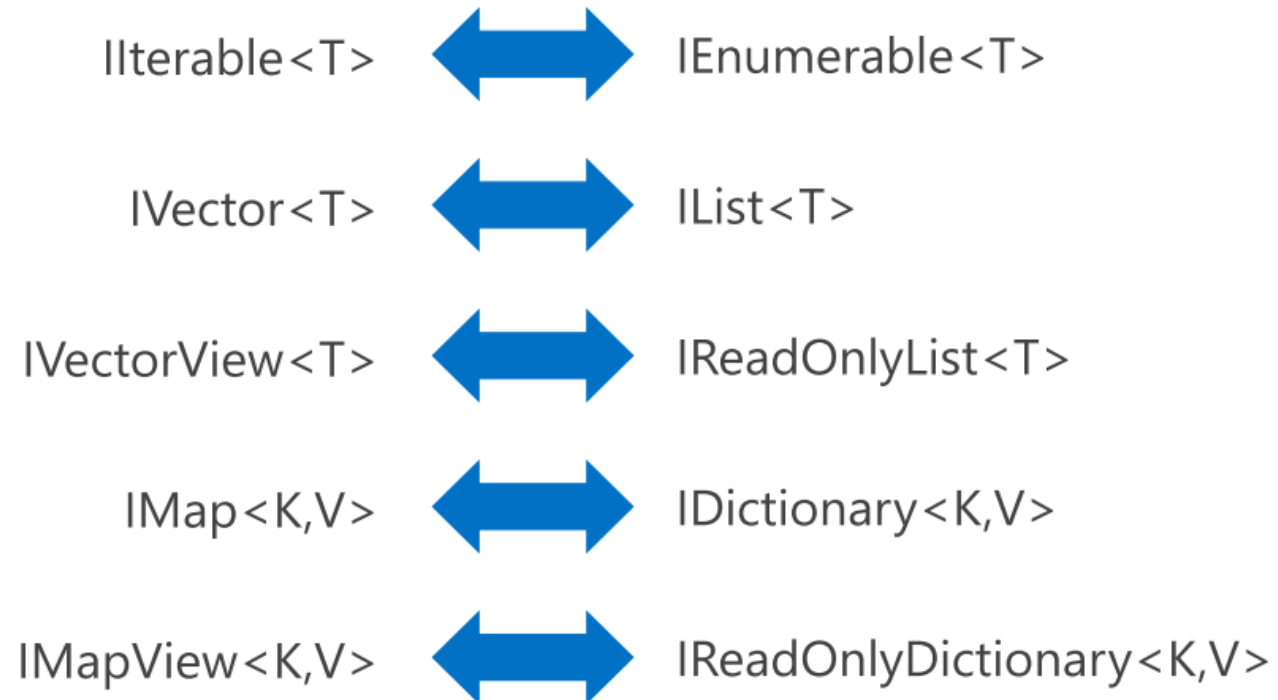 IIterable<T> IEnumerable<T>
IVector<T> IList<T>
IVectorView<T> IReadOnlyList<T>
IMap<K,V> IDictionary<K,V>
IMapView<K,V> IReadOnlyDictionary<K,V>